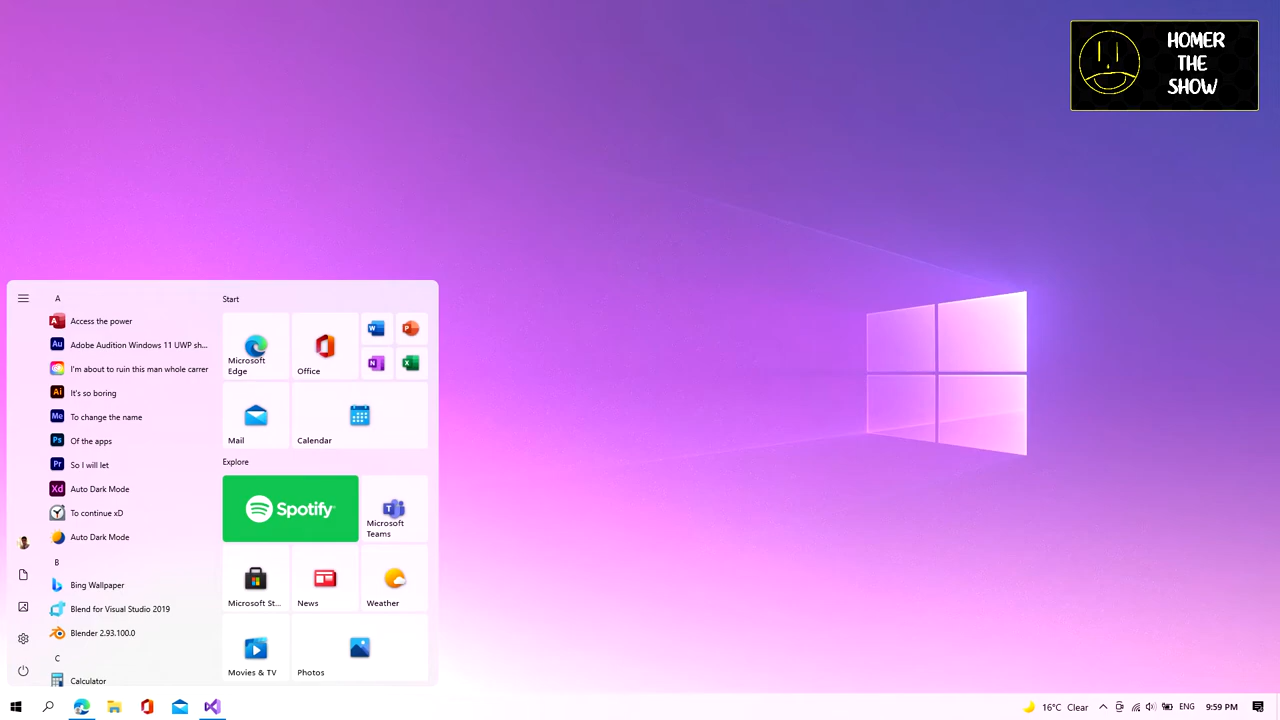 HOMER
THE
SHOW
A
Access the power
Adobe Audition Windows 11 UWP sh...
I'm about to ruin this man whole carrer
It's so boring
To change the name
Of the apps
So I will let
Auto Dark Mode
To continue xD
Auto Dark Mode
B
Bing Wallpaper
Blend for Visual Studio 2019
Blender 2.93.100.0
C
Calculator
Start
Microsoft
Edge
Office
Mail
Calendar
Explore
Spotify
Microsoft
Teams
Microsoft St...
News
Weather
Movies & TV
Photos
16°C Clear
ENG
9:59 PM